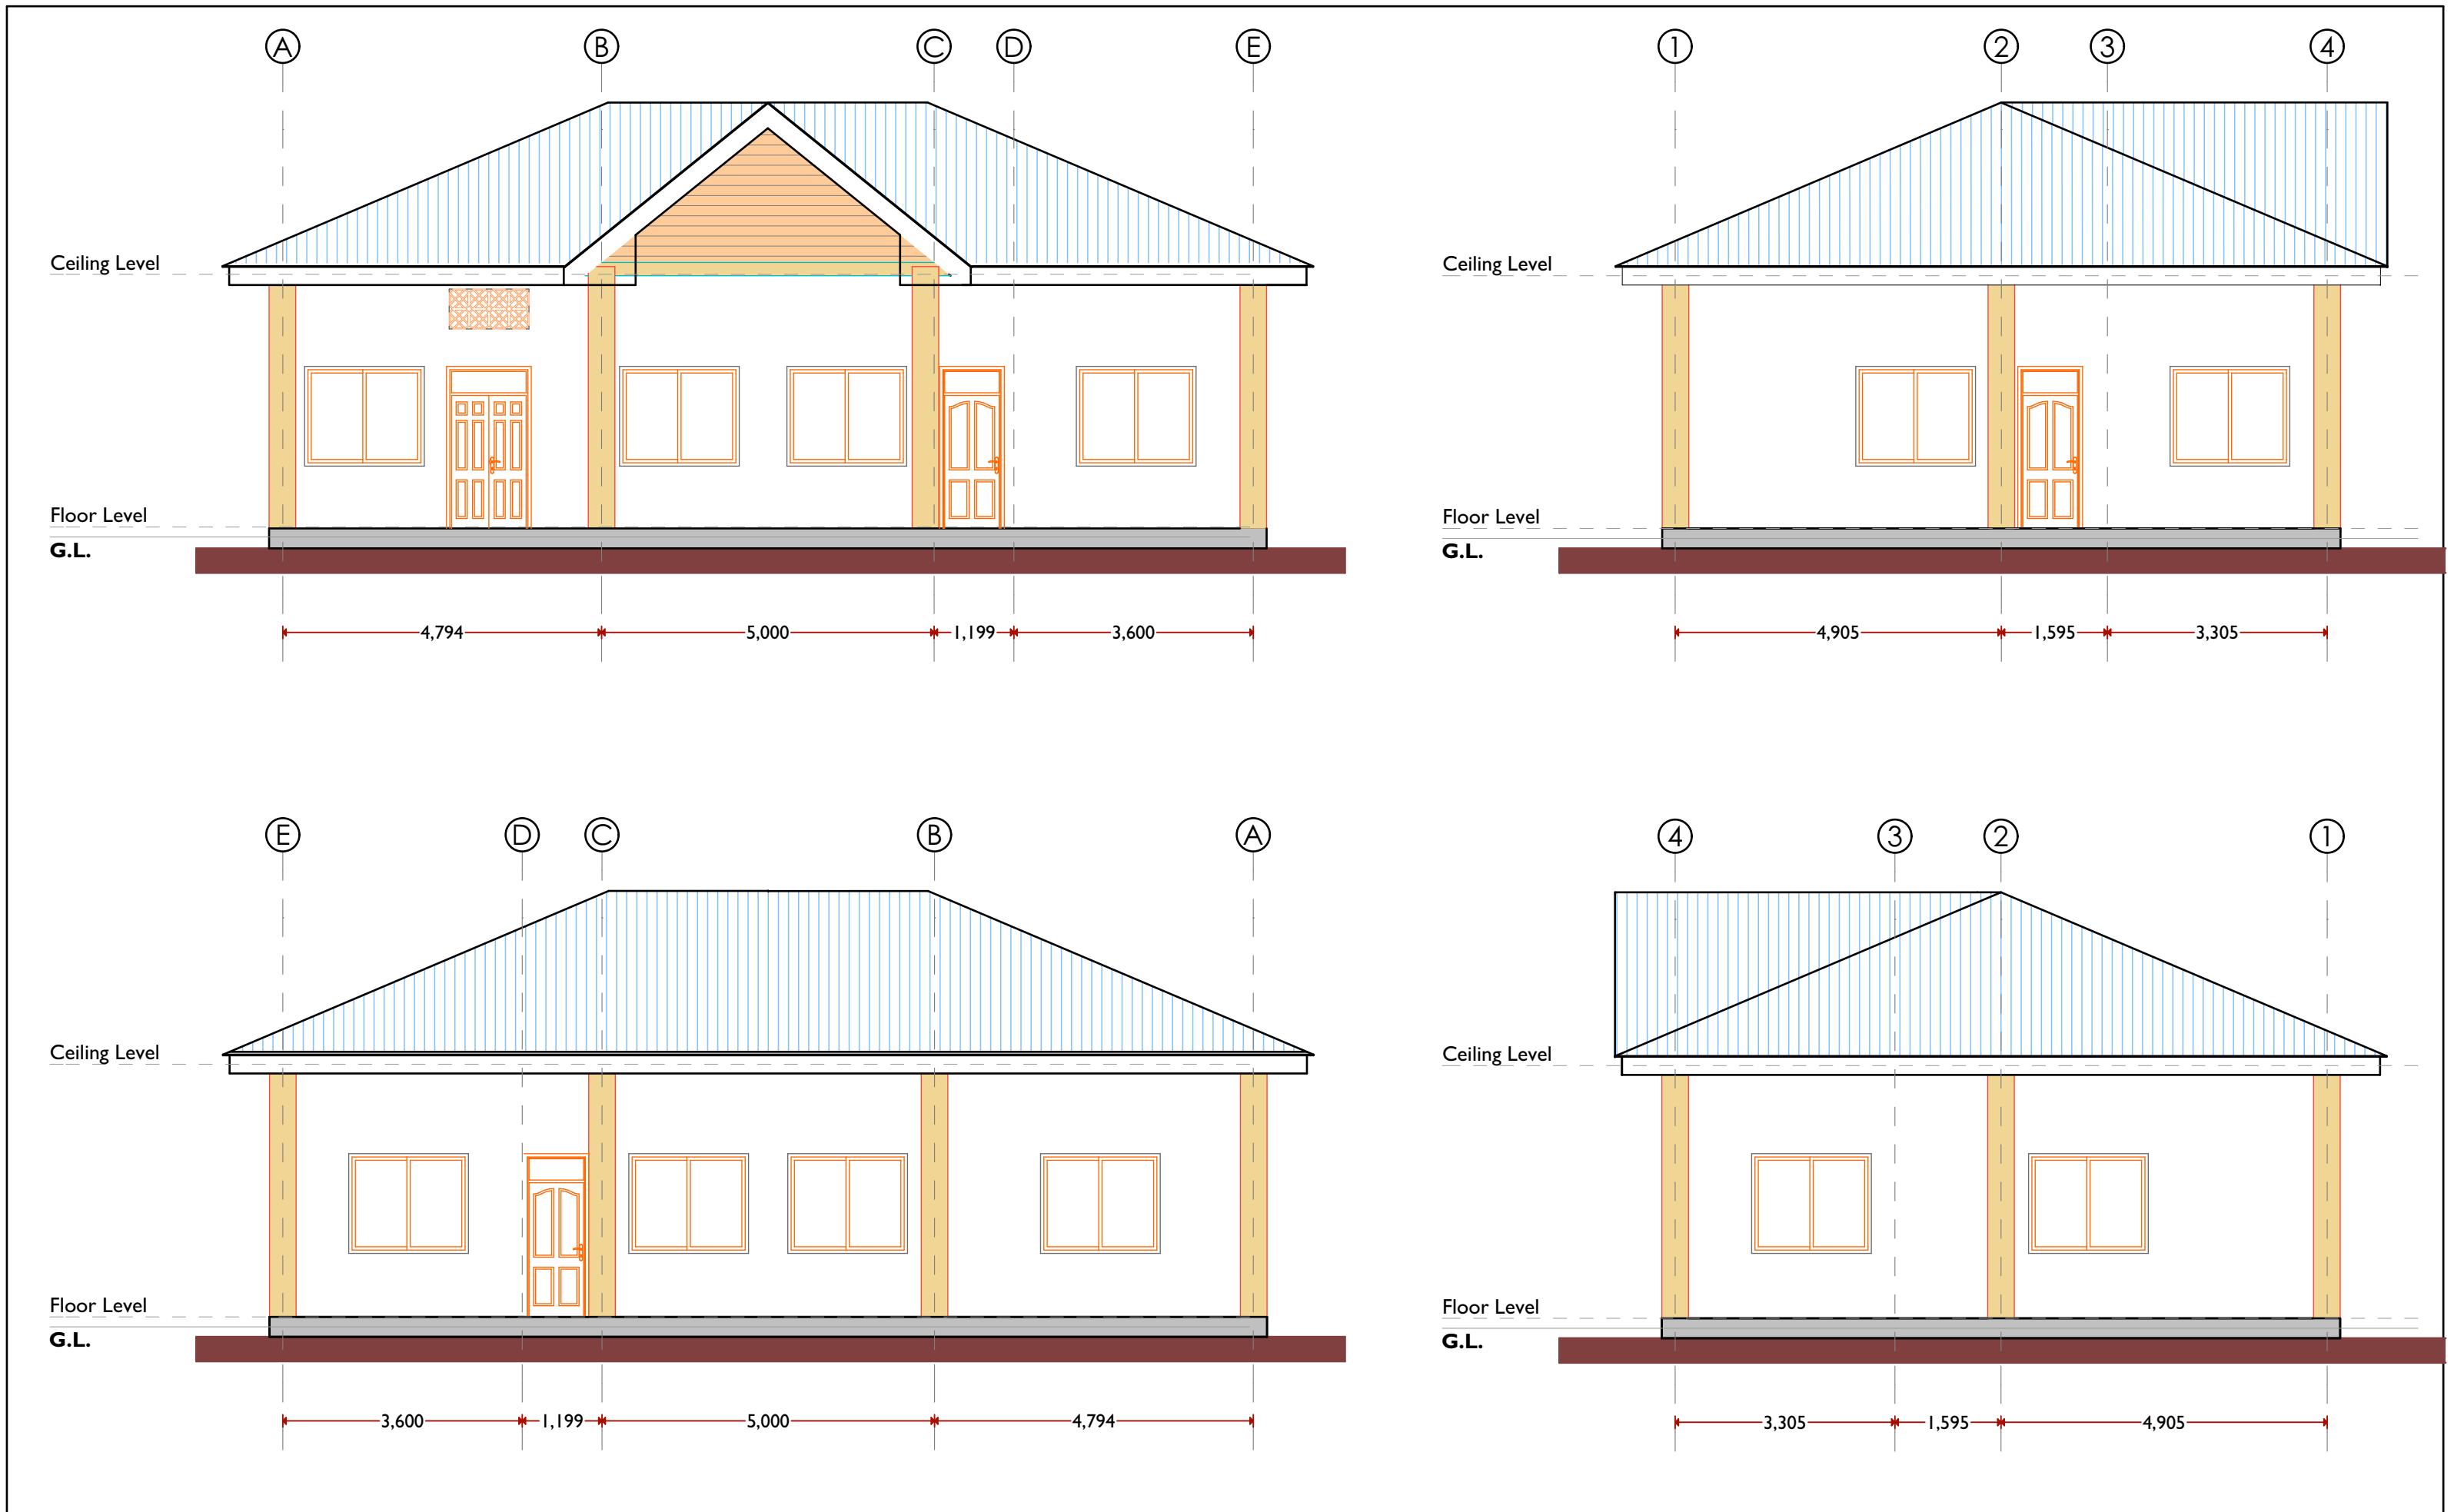 A B C D E
Ceiling Level
Floor Level
G.L.
4,794 5,000 1,199 3,600
1 2 3 4
Ceiling Level
Floor Level
G.L.
4,905 1,595 3,305
E D C B A
Ceiling Level
Floor Level
G.L.
3,600 1,199 5,000 4,794
4 3 2 1
Ceiling Level
Floor Level
G.L.
3,305 1,595 4,905